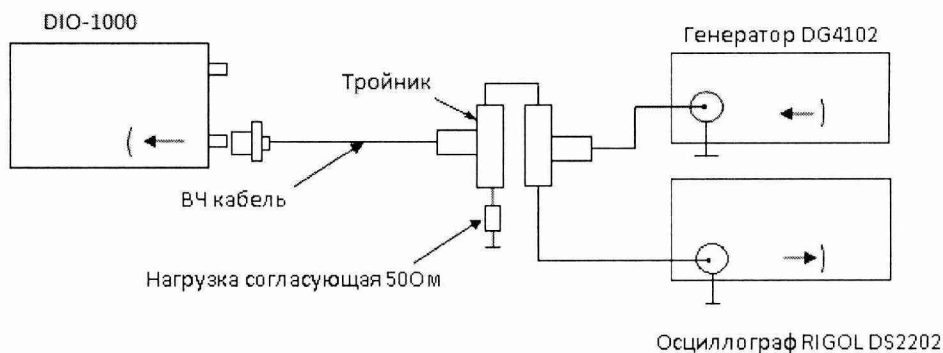 DIO-1000
Генератор DG4102
Тройник
ВЧ кабель
Нагрузка согласующая 50Ом
Осциллограф RIGOL DS2202